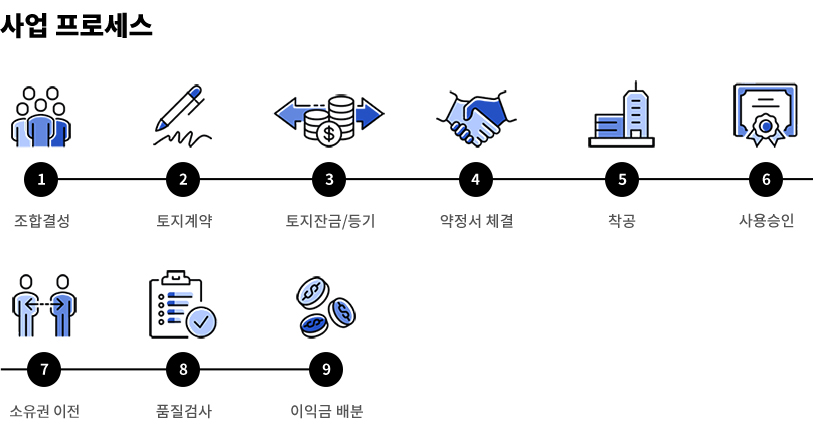 사업 프로세스
1 2 3 4 5 6
조합결성 토지계약 토지잔금/등기 약정서 체결 착공 사용승인
7 8 9
소유권 이전 품질검사 이익금 배분